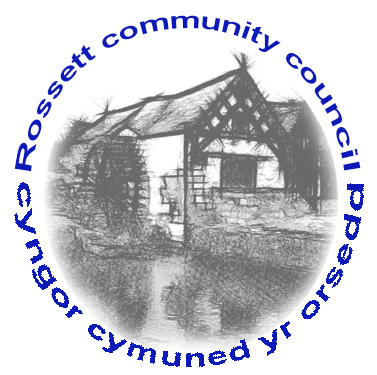 Rossett community council
cyngor cymuned yr orsedd